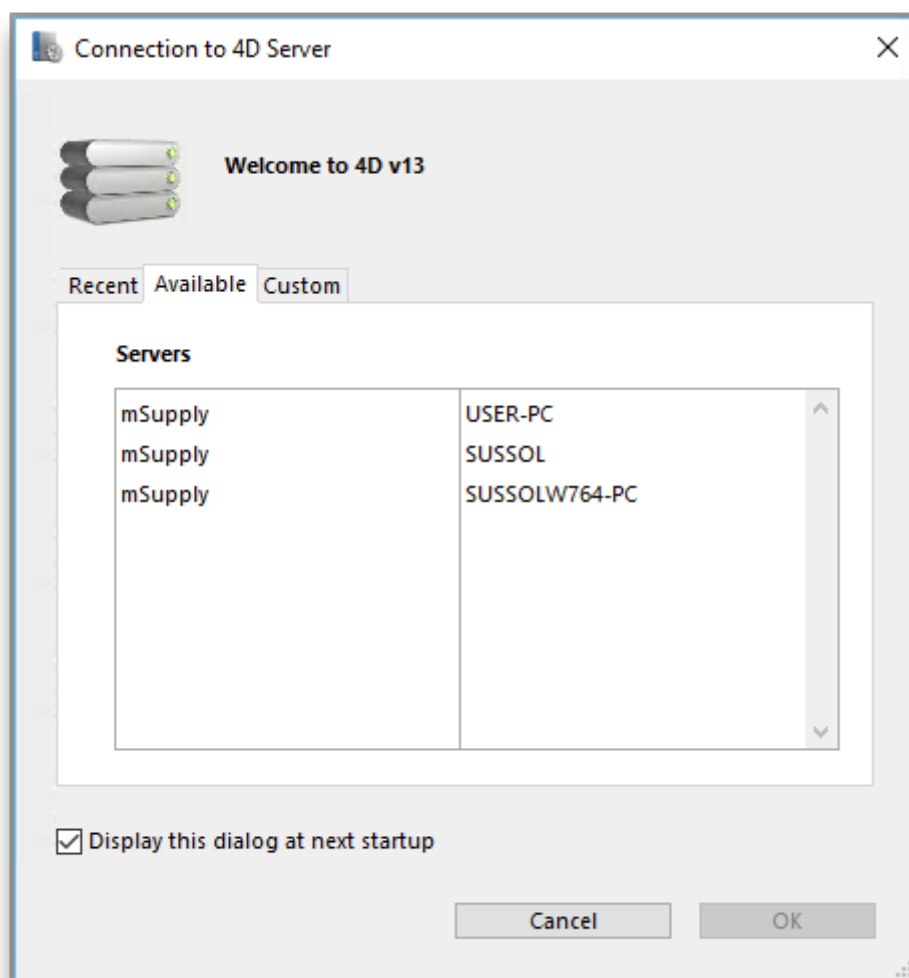 Connection to 4D Server
Welcome to 4D v13
Recent Available Custom
Servers
mSupply USER-PC
mSupply SUSSOL
mSupply SUSSOLW764-PC
Display this dialog at next startup
Cancel OK